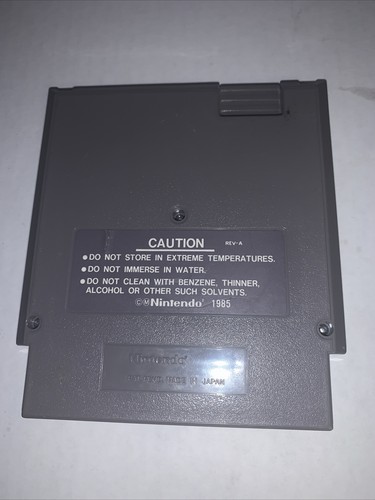 CAUTION REV-A
●DO NOT STORE IN EXTREME TEMPERATURES.
●DO NOT IMMERSE IN WATER.
●DO NOT CLEAN WITH BENZENE, THINNER,
ALCOHOL OR OTHER SUCH SOLVENTS.
©Ⓜ Nintendo® 1985
Nintendo
IN JAPAN